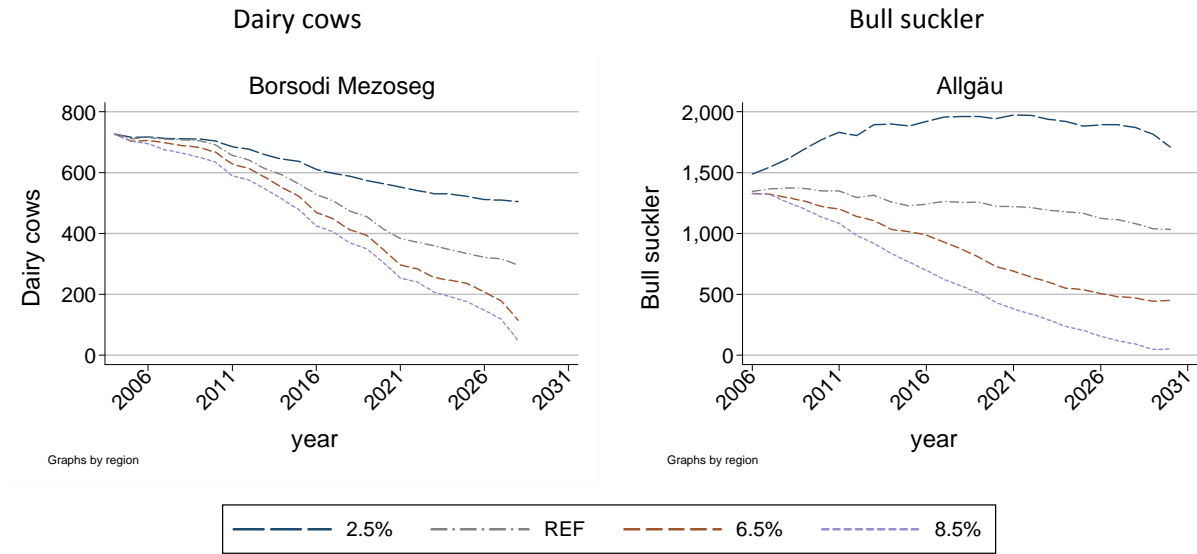 Dairy cows
Bull suckler
Borsodi Mezoseg
Dairy cows
800
600
400
200
0
2006
2011
2016
2021
2026
2031
year
Graphs by region
Allgäu
Bull suckler
2,000
1,500
1,000
500
0
2006
2011
2016
2021
2026
2031
year
Graphs by region
2.5% REF 6.5% 8.5%